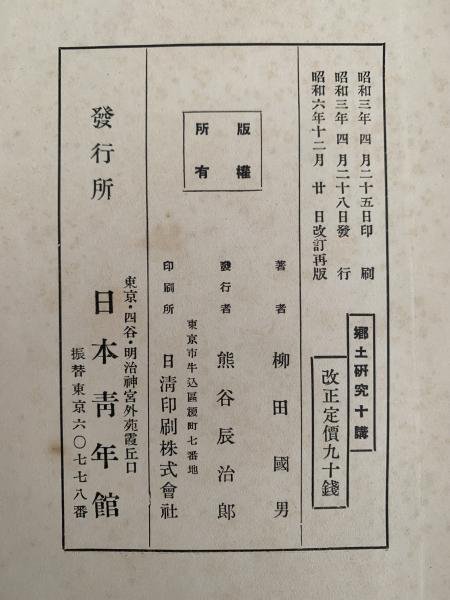 昭和三年四月二十五日印刷
昭和三年四月二十八日發行
昭和六年十二月廿日改訂再版
鄕土硏究十講
改正定價九十錢
版權
所有
著者 柳田國男
發行者 熊谷辰治郎
東京市牛込區榎町七番地
印刷所 日淸印刷株式會社
東京・四谷・明治神宮外苑霞丘口
發行所 日本靑年館
振替東京六〇七七八番